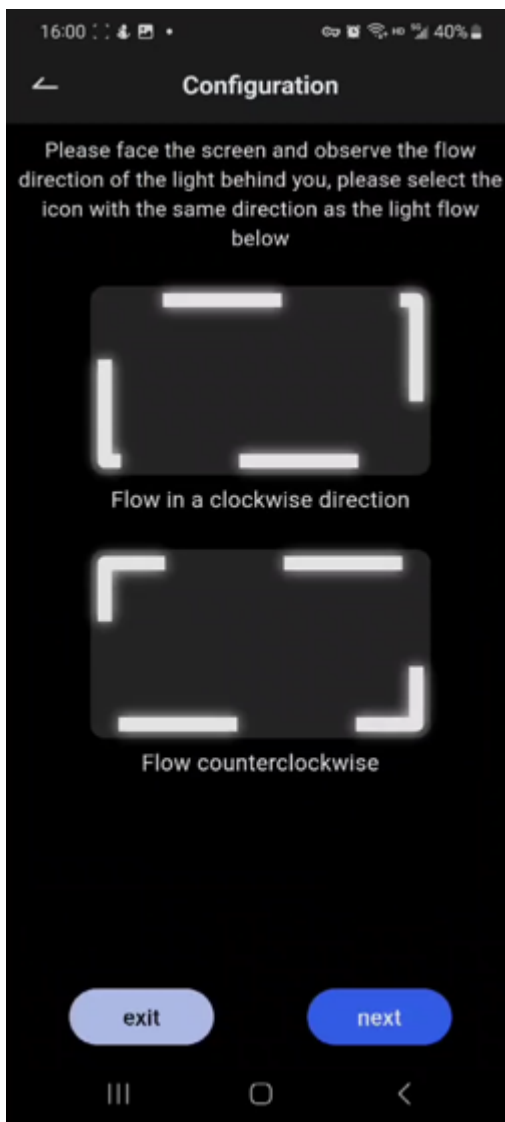 16:00
40%
Configuration
Please face the screen and observe the flow
direction of the light behind you, please select the
icon with the same direction as the light flow
below
Flow in a clockwise direction
Flow counterclockwise
exit
next